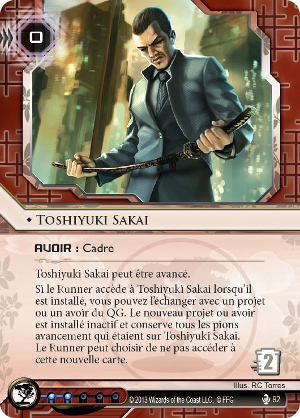 0
TOSHIYUKI SAKAI
AVOIR : Cadre
Toshiyuki Sakai peut être avancé.
Si le Runner accède à Toshiyuki Sakai lorsqu'il
est installé, vous pouvez l'échanger avec un projet
ou un avoir du QG. Le nouveau projet ou avoir
est installé inactif et conserve tous les pions
avancement qui étaient sur Toshiyuki Sakai.
Le Runner peut choisir de ne pas accéder à
cette nouvelle carte.
2
Illus. RC Torres
©2013 Wizards of the Coast LLC. © FFG
82